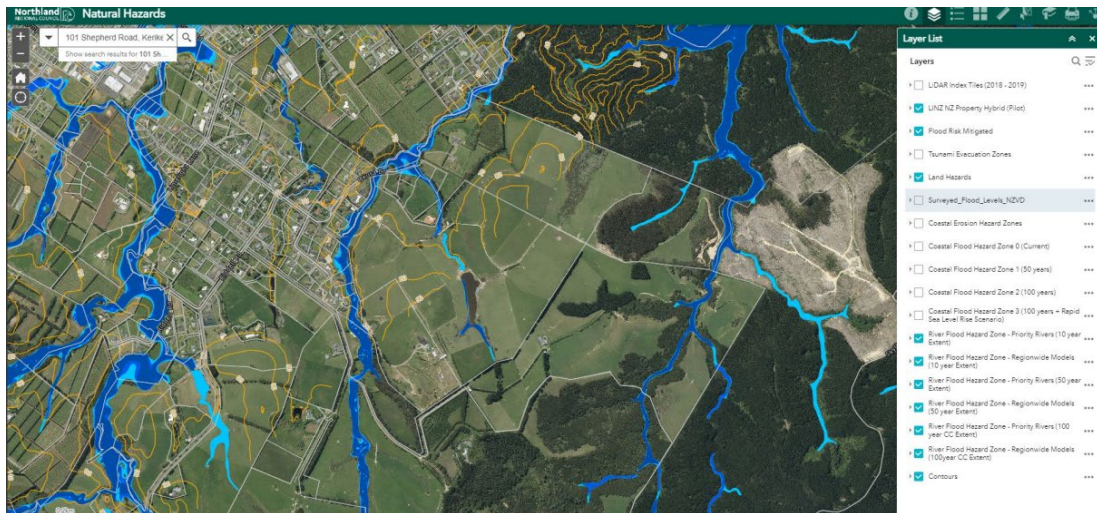 Northland
REGIONAL COUNCIL
Natural Hazards
101 Shepherd Road, Kerike
Show search results for 101 Sh...
Layer List
Layers
LiDAR Index Tiles (2018 - 2019)
LINZ NZ Property Hybrid (Pilot)
Flood Risk Mitigated
Tsunami Evacuation Zones
Land Hazards
Surveyed_Flood_Levels_NZVD
Coastal Erosion Hazard Zones
Coastal Flood Hazard Zone 0 (Current)
Coastal Flood Hazard Zone 1 (50 years)
Coastal Flood Hazard Zone 2 (100 years)
Coastal Flood Hazard Zone 3 (100 years + Rapid
Sea Level Rise Scenario)
River Flood Hazard Zone - Priority Rivers (10 year
Extent)
River Flood Hazard Zone - Regionwide Models
(10 year Extent)
River Flood Hazard Zone - Priority Rivers (50 year
Extent)
River Flood Hazard Zone - Regionwide Models
(50 year Extent)
River Flood Hazard Zone - Priority Rivers (100
year CC Extent)
River Flood Hazard Zone - Regionwide Models
(100year CC Extent)
Contours